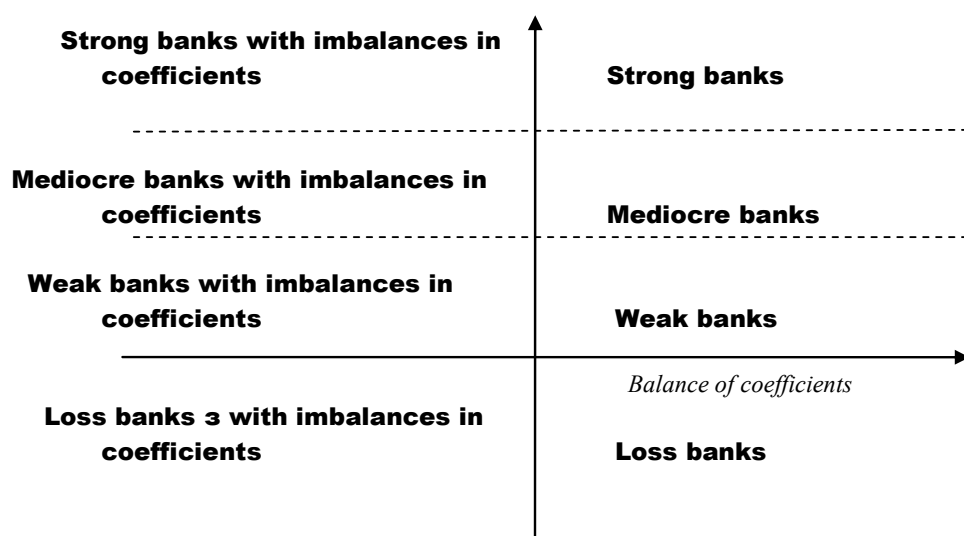 Strong banks with imbalances in
coefficients
Strong banks
Mediocre banks with imbalances in
coefficients
Mediocre banks
Weak banks with imbalances in
coefficients
Weak banks
Balance of coefficients
Loss banks з with imbalances in
coefficients
Loss banks